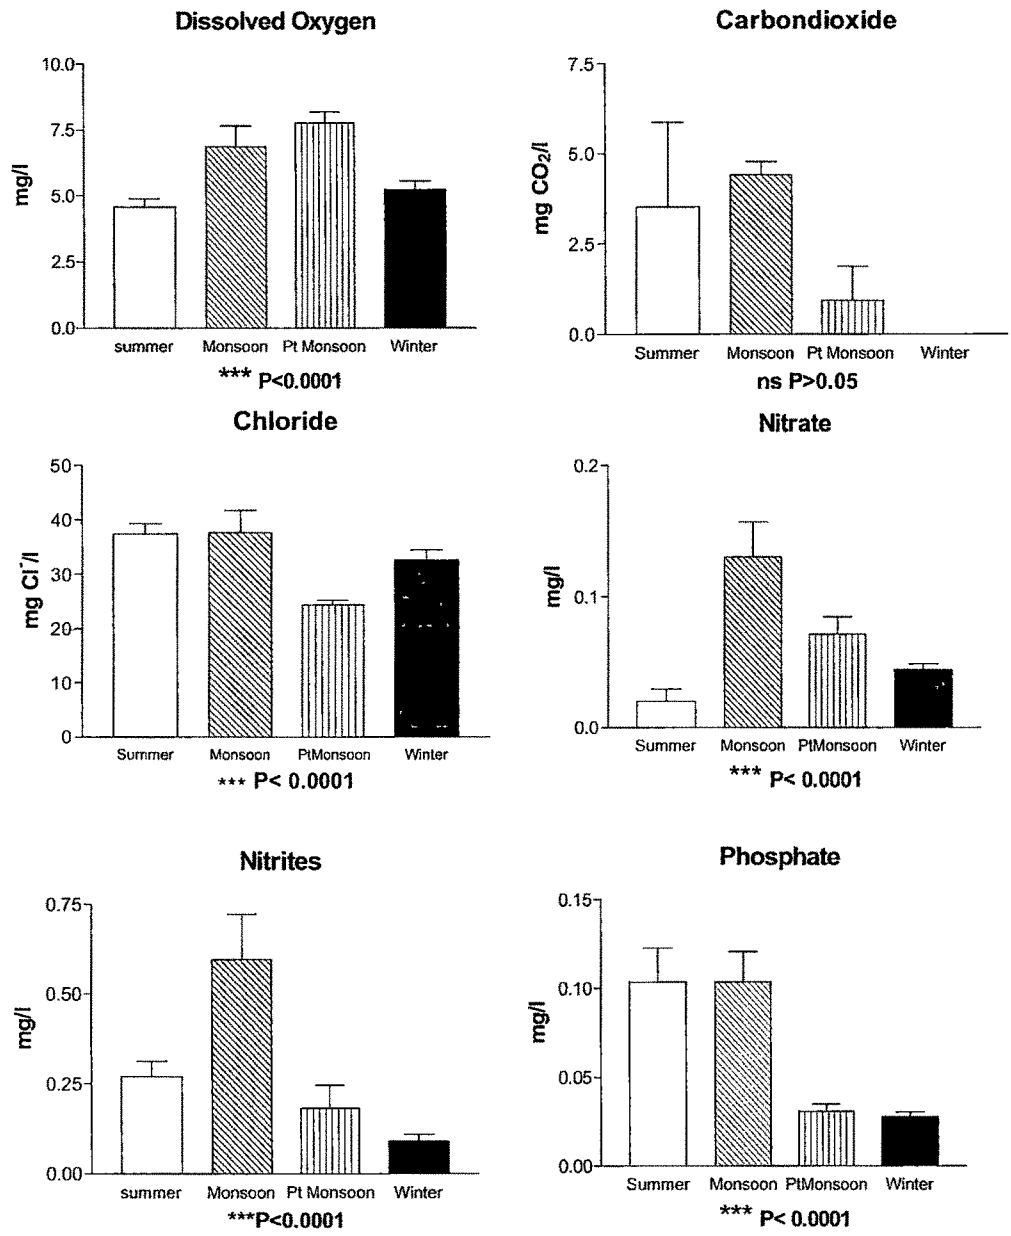 Dissolved Oxygen
10.0
7.5
5.0
2.5
0.0
mg/l
summer Monsoon Pt Monsoon Winter
*** P<0.0001
Carbondioxide
7.5
5.0
2.5
0.0
mg CO₂/l
Summer Monsoon Pt Monsoon Winter
ns P>0.05
Chloride
50
40
30
20
10
0
mg Cl⁻/l
Summer Monsoon PtMonsoon Winter
*** P< 0.0001
Nitrate
0.2
0.1
0.0
mg/l
Summer Monsoon PtMonsoon Winter
*** P< 0.0001
Nitrites
0.75
0.50
0.25
0.00
mg/l
summer Monsoon Pt Monsoon Winter
***P<0.0001
Phosphate
0.15
0.10
0.05
0.00
mg/l
Summer Monsoon PtMonsoon Winter
*** P< 0.0001